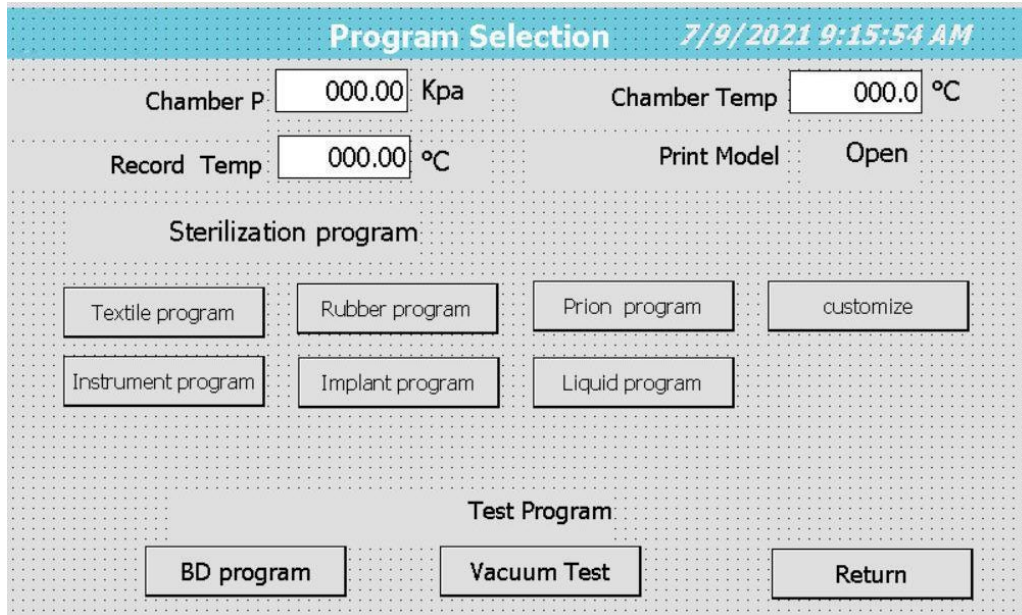 Program Selection 7/9/2021 9:15:54 AM
Chamber P 000.00 Kpa Chamber Temp 000.0 °C
Record Temp 000.00 °C Print Model Open
Sterilization program
Textile program Rubber program Prion program customize
Instrument program Implant program Liquid program
Test Program
BD program Vacuum Test Return